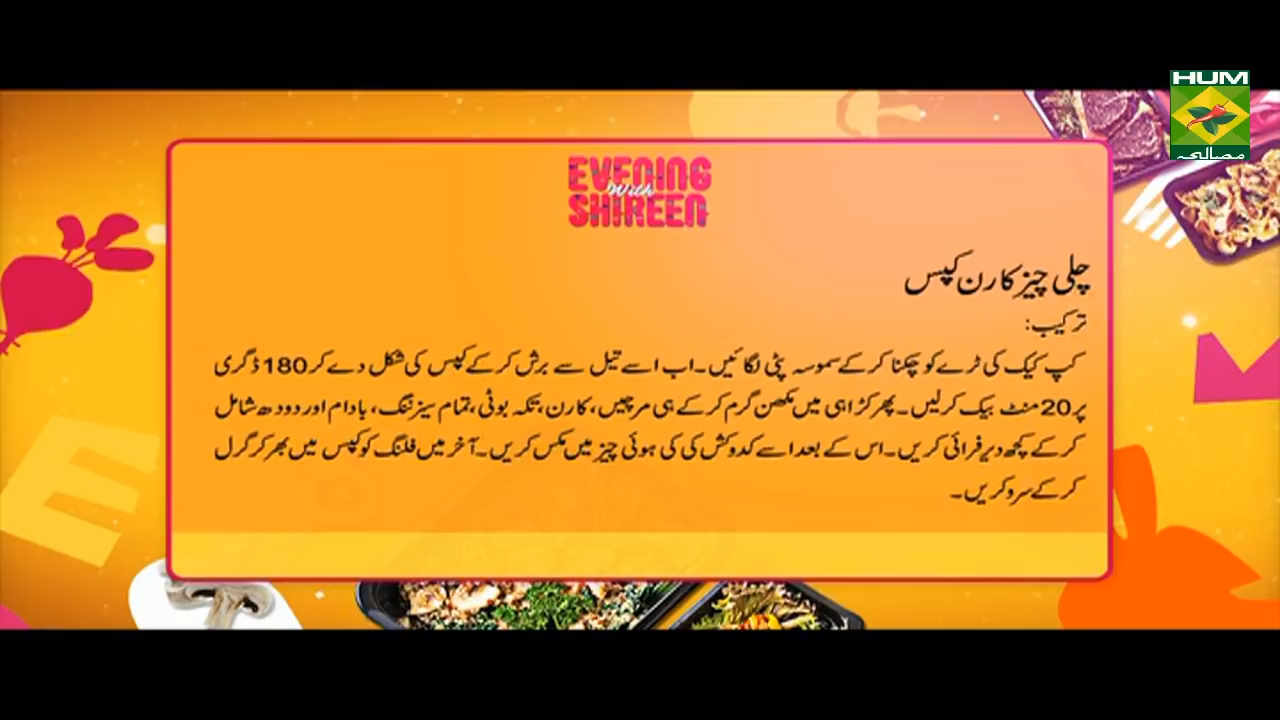 HUM
مصالحہ
EVENING
With
SHIREEN
چلی چیز کارن کپس
ترکیب:
کپ کیک کی ٹرے کو چکنا کر کے سموسہ پٹی لگائیں۔اب اسے تیل سے برش کر کے کپس کی شکل دے کر 180 ڈگری
پر 20 منٹ بیک کرلیں۔ پھر کڑاہی میں مکھن گرم کر کے ہی مرچیں، کارن، تکہ بوٹی، تمام سیزننگ، بادام اور دودھ شامل
کر کے کچھ دیر فرائی کریں۔اس کے بعد اسے کدوکش کی کی ہوئی چیز میں مکس کریں۔آخر میں فلنگ کو کپس میں بھر کر گرل
کر کے سرو کریں۔